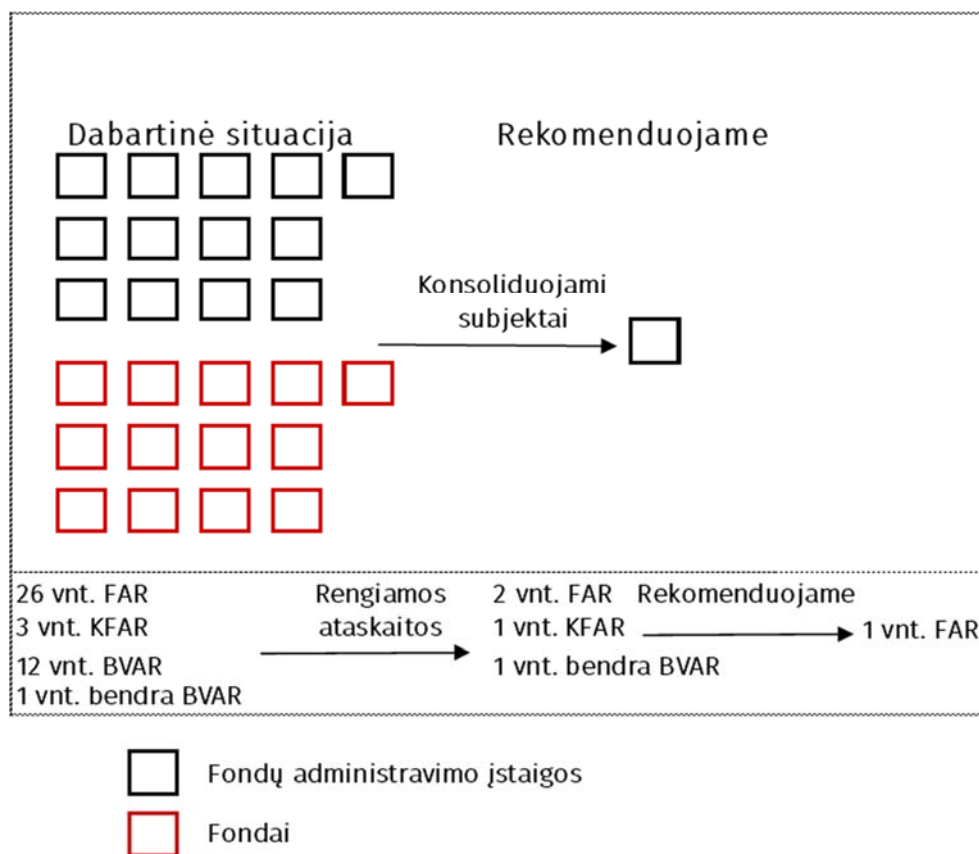 Dabartinė situacija
Rekomenduojame
Konsoliduojami
subjektai
26 vnt. FAR
3 vnt. KFAR
12 vnt. BVAR
1 vnt. bendra BVAR
Rengiamos
ataskaitos
2 vnt. FAR
1 vnt. KFAR
1 vnt. bendra BVAR
Rekomenduojame
1 vnt. FAR
Fondų administravimo įstaigos
Fondai